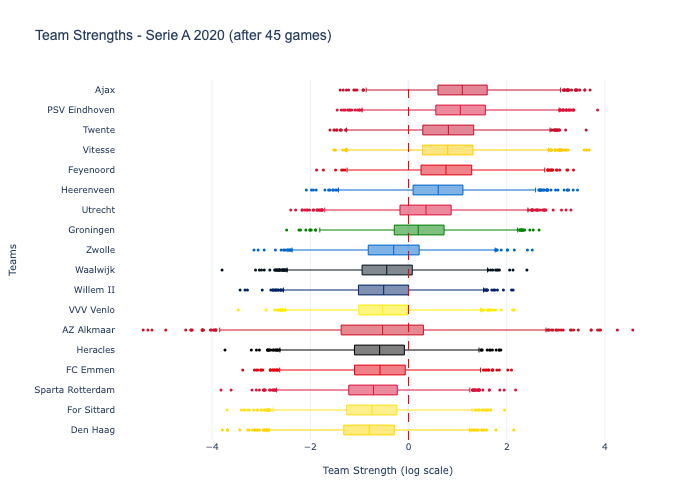 Team Strengths - Serie A 2020 (after 45 games)
Ajax
PSV Eindhoven
Twente
Vitesse
Feyenoord
Heerenveen
Utrecht
Groningen
Zwolle
Waalwijk
Willem II
VVV Venlo
AZ Alkmaar
Heracles
FC Emmen
Sparta Rotterdam
For Sittard
Den Haag
Teams
−4 −2 0 2 4
Team Strength (log scale)